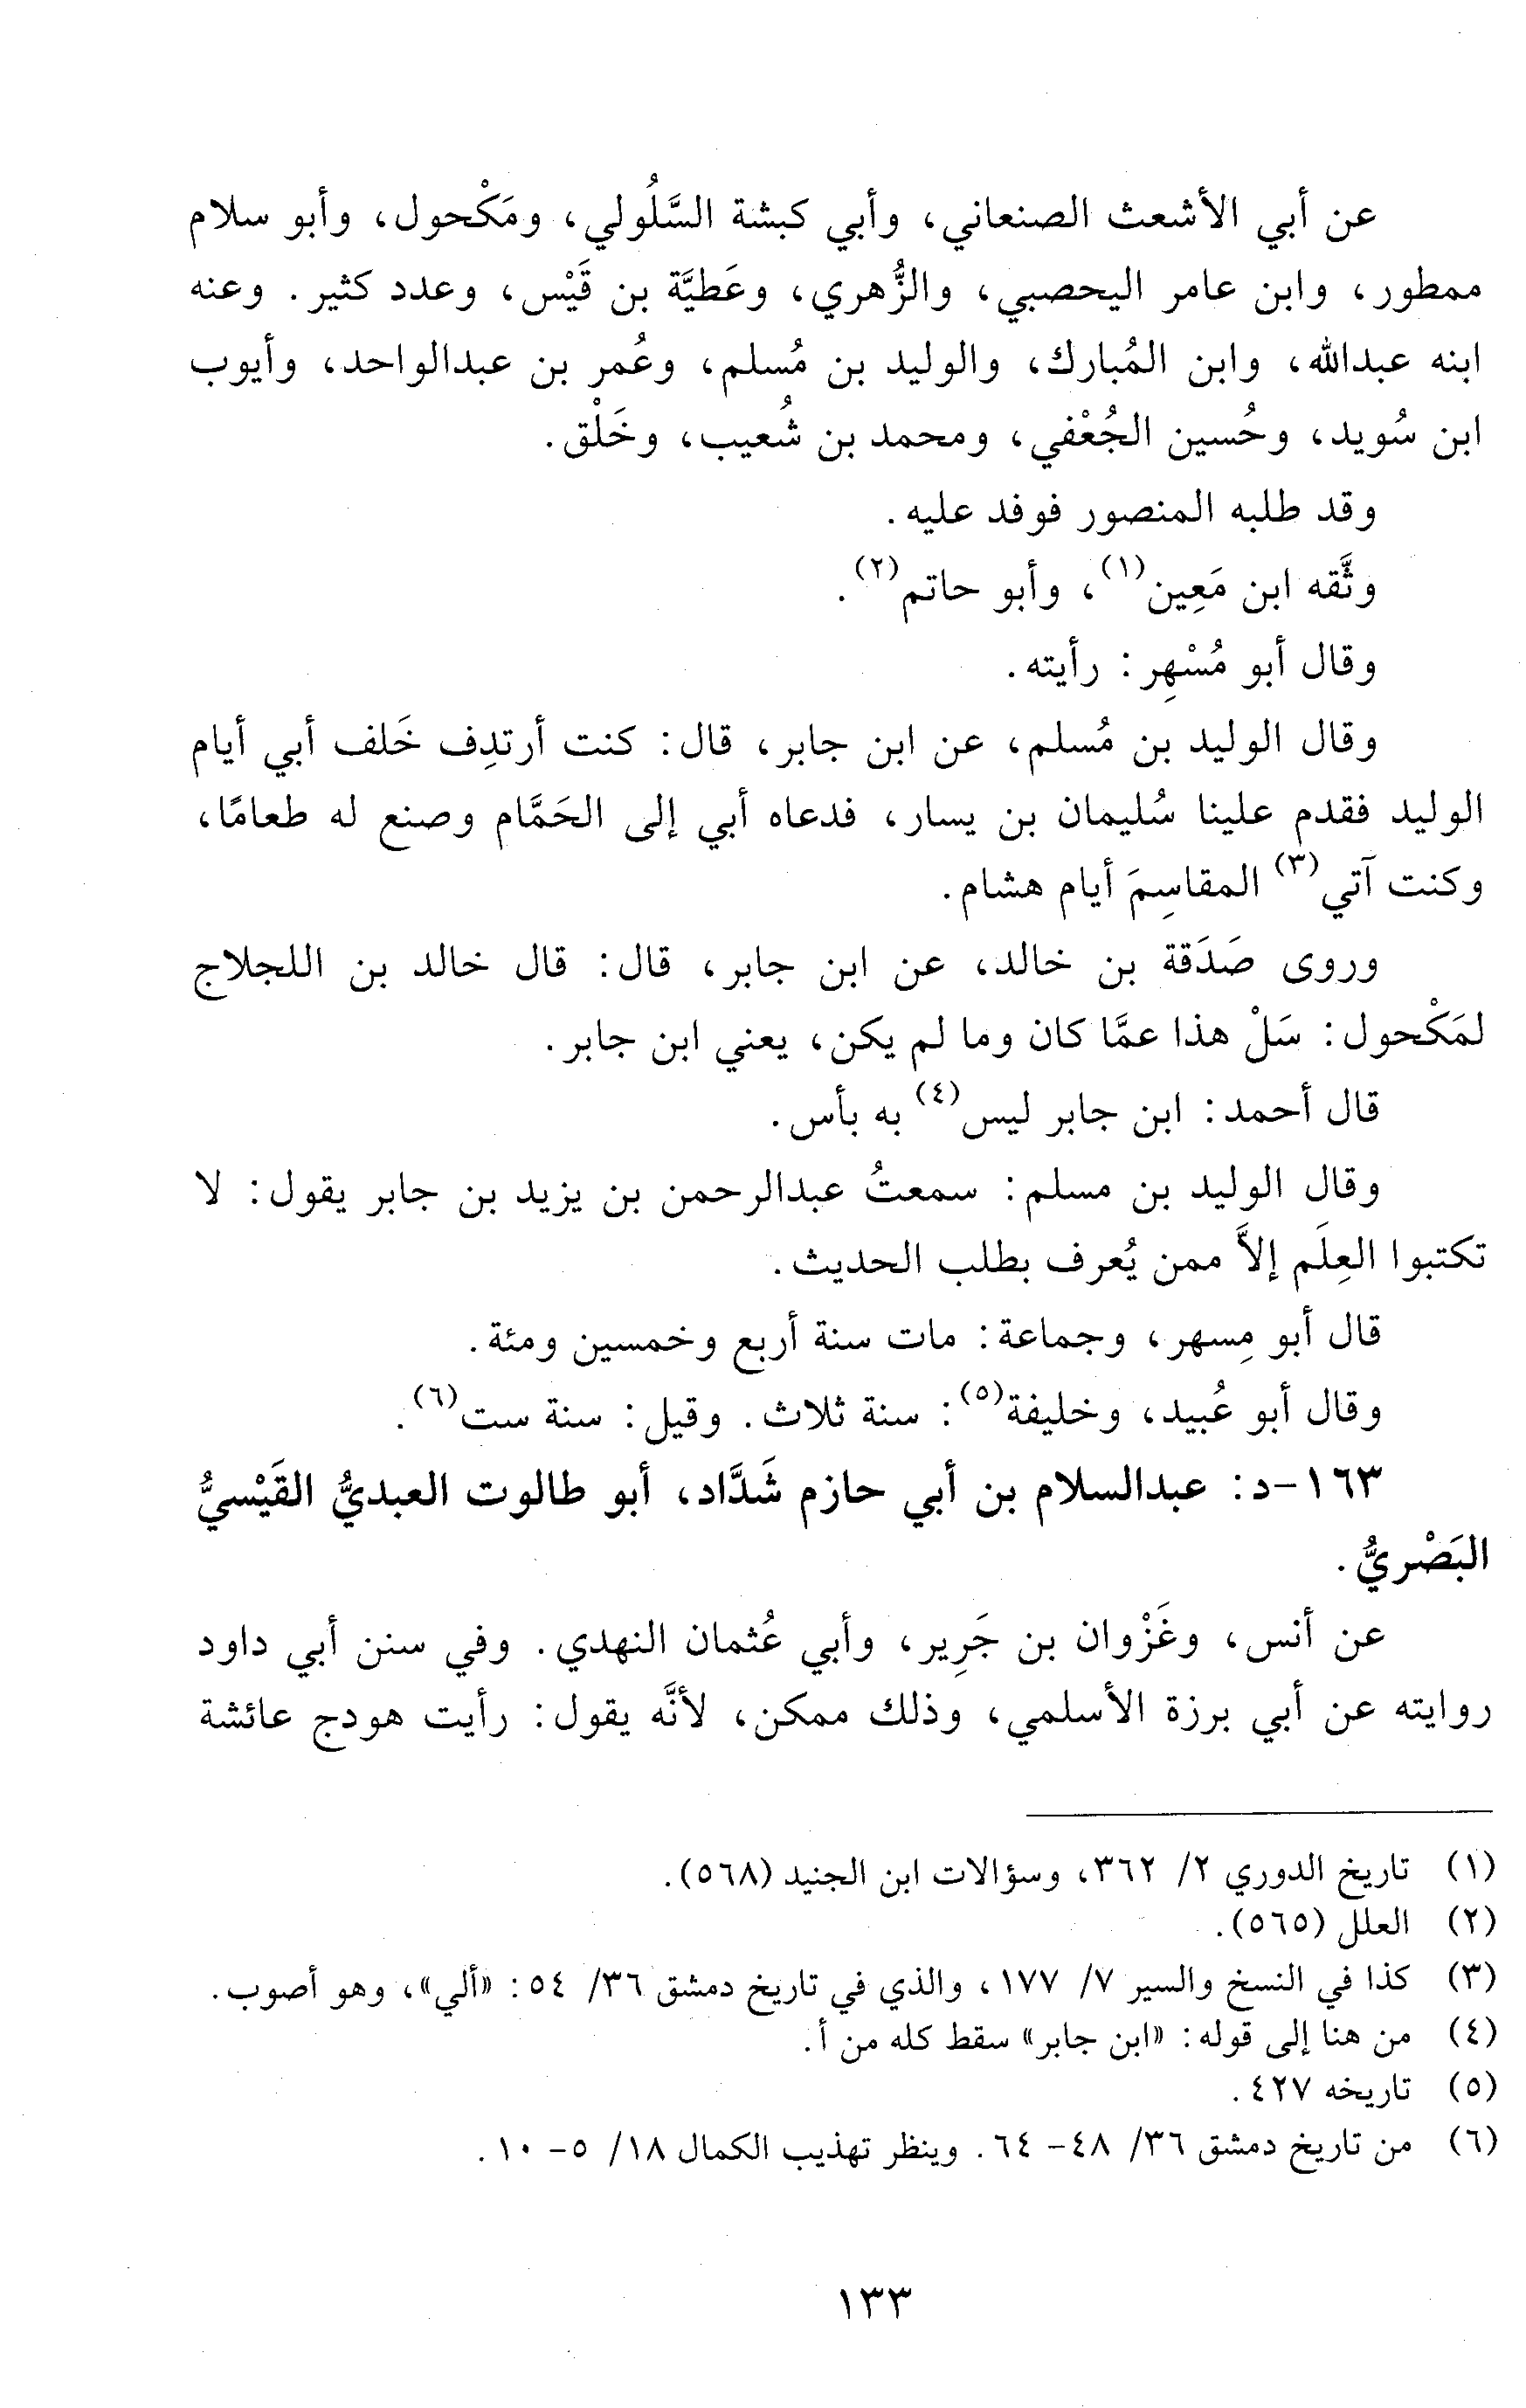 عن أبي الأشعث الصنعاني، وأبي كبشة السَّلُولي، ومَكْحول، وأبو سلام
ممطور، وابن عامر اليحصبي، والزُّهري، وعَطيَّة بن قَيْس، وعدد كثير. وعنه
ابنه عبدالله، وابن المُبارك، والوليد بن مُسلم، وعُمر بن عبدالواحد، وأيوب
ابن سُويد، وحُسين الجُعْفي، ومحمد بن شُعيب، وخَلْق.
وقد طلبه المنصور فوفد عليه.
وثَّقه ابن مَعِين(١)، وأبو حاتم(٢).
وقال أبو مُسْهِر: رأيته.
وقال الوليد بن مُسلم، عن ابن جابر، قال: كنت أرتدِف خَلف أبي أيام
الوليد فقدم علينا سُليمان بن يسار، فدعاه أبي إلى الحَمَّام وصنع له طعامًا،
وكنت آتي(٣) المقاسِمَ أيام هشام.
وروى صَدَقة بن خالد، عن ابن جابر، قال: قال خالد بن اللجلاج
لمَكْحول: سَلْ هذا عمَّا كان وما لم يكن، يعني ابن جابر.
قال أحمد: ابن جابر ليس(٤) به بأس.
وقال الوليد بن مسلم: سمعتُ عبدالرحمن بن يزيد بن جابر يقول: لا
تكتبوا العِلَم إلاَّ ممن يُعرف بطلب الحديث.
قال أبو مِسهر، وجماعة: مات سنة أربع وخمسين ومئة.
وقال أبو عُبيد، وخليفة(٥): سنة ثلاث. وقيل: سنة ست(٦).
١٦٣-د: عبدالسلام بن أبي حازم شَدَّاد، أبو طالوت العبديُّ القَيْسيُّ
البَصْريُّ.
عن أنس، وغَزْوان بن جَرِير، وأبي عُثمان النهدي. وفي سنن أبي داود
روايته عن أبي برزة الأسلمي، وذلك ممكن، لأنَّه يقول: رأيت هودج عائشة
(١) تاريخ الدوري ٢/ ٣٦٢، وسؤالات ابن الجنيد (٥٦٨).
(٢) العلل (٥٦٥).
(٣) كذا في النسخ والسير ٧/ ١٧٧، والذي في تاريخ دمشق ٣٦/ ٥٤: «ألي»، وهو أصوب.
(٤) من هنا إلى قوله: «ابن جابر» سقط كله من أ.
(٥) تاريخه ٤٢٧.
(٦) من تاريخ دمشق ٣٦/ ٤٨- ٦٤. وينظر تهذيب الكمال ١٨/ ٥- ١٠.
١٣٣